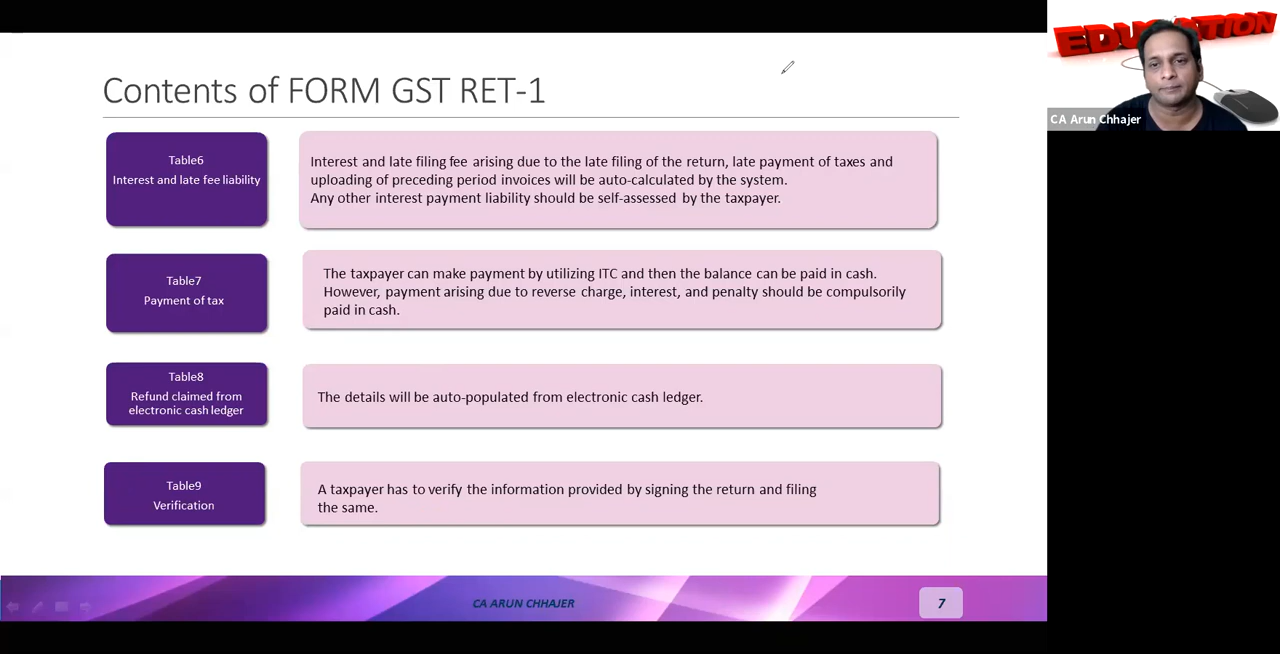 EDUCATION
CA Arun Chhajer
Contents of FORM GST RET-1
Table6
Interest and late fee liability
Interest and late filing fee arising due to the late filing of the return, late payment of taxes and
uploading of preceding period invoices will be auto-calculated by the system.
Any other interest payment liability should be self-assessed by the taxpayer.
Table7
Payment of tax
The taxpayer can make payment by utilizing ITC and then the balance can be paid in cash.
However, payment arising due to reverse charge, interest, and penalty should be compulsorily
paid in cash.
Table8
Refund claimed from
electronic cash ledger
The details will be auto-populated from electronic cash ledger.
Table9
Verification
A taxpayer has to verify the information provided by signing the return and filing
the same.
CA ARUN CHHAJER
7